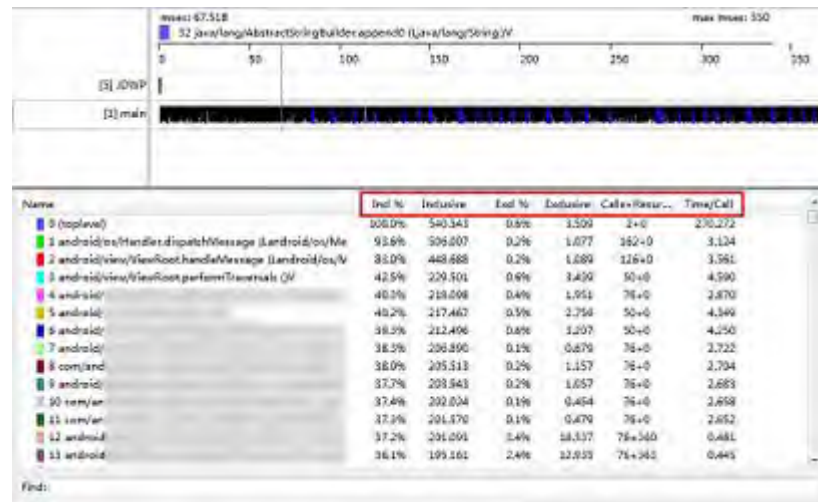 msec: 67.518 max msec: 550
32 java/lang/AbstractStringBuilder.append0 (Ljava/lang/String;)V
0 50 100 150 200 250 300 350
[5] JDWP
[1] main
Name Incl % Inclusive Excl % Exclusive Calls+Recur... Time/Call
0 (toplevel) 100.0% 540.543 0.6% 3.509 2+0 270.272
1 android/os/Handler.dispatchMessage (Landroid/os/Me 93.6% 506.007 0.2% 1.077 162+0 3.124
2 android/view/ViewRoot.handleMessage (Landroid/os/M 83.0% 448.688 0.2% 1.089 126+0 3.561
3 android/view/ViewRoot.performTraversals ()V 42.5% 229.501 0.6% 3.439 50+0 4.590
4 android/ 40.3% 218.098 0.4% 1.951 76+0 2.870
5 android/ 40.2% 217.467 0.5% 2.758 50+0 4.349
6 android/ 39.3% 212.496 0.6% 3.207 50+0 4.250
7 android/ 38.3% 206.890 0.1% 0.679 76+0 2.722
8 com/and 38.0% 205.513 0.2% 1.157 76+0 2.704
9 android/ 37.7% 203.943 0.2% 1.057 76+0 2.683
10 com/an 37.4% 202.024 0.1% 0.454 76+0 2.658
11 com/an 37.3% 201.570 0.1% 0.479 76+0 2.652
12 android 37.2% 201.091 3.4% 18.537 76+ 0.461
13 android 36.1% 195.161 2.4% 12.935 76+ 0.445
Find: